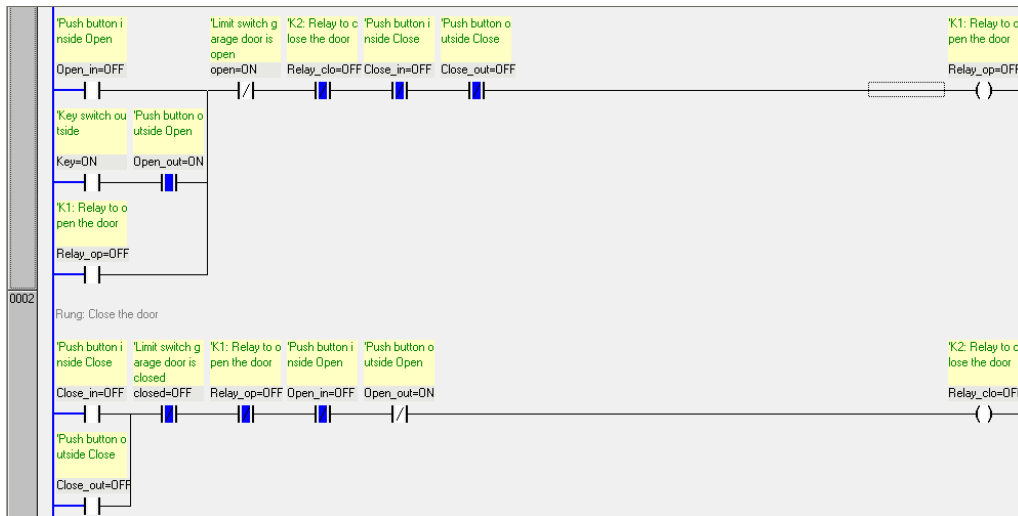 'Push button i
nside Open
Open_in=OFF
'Limit switch g
arage door is
open
open=ON
'K2: Relay to c
lose the door
Relay_clo=OFF
'Push button i
nside Close
Close_in=OFF
'Push button o
utside Close
Close_out=OFF
'K1: Relay to o
pen the door
Relay_op=OFF
'Key switch ou
tside
Key=ON
'Push button o
utside Open
Open_out=ON
'K1: Relay to o
pen the door
Relay_op=OFF
0002
Rung: Close the door
'Push button i
nside Close
Close_in=OFF
'Limit switch g
arage door is
closed
closed=OFF
'K1: Relay to o
pen the door
Relay_op=OFF
'Push button i
nside Open
Open_in=OFF
'Push button o
utside Open
Open_out=ON
'K2: Relay to c
lose the door
Relay_clo=OFF
'Push button o
utside Close
Close_out=OFF